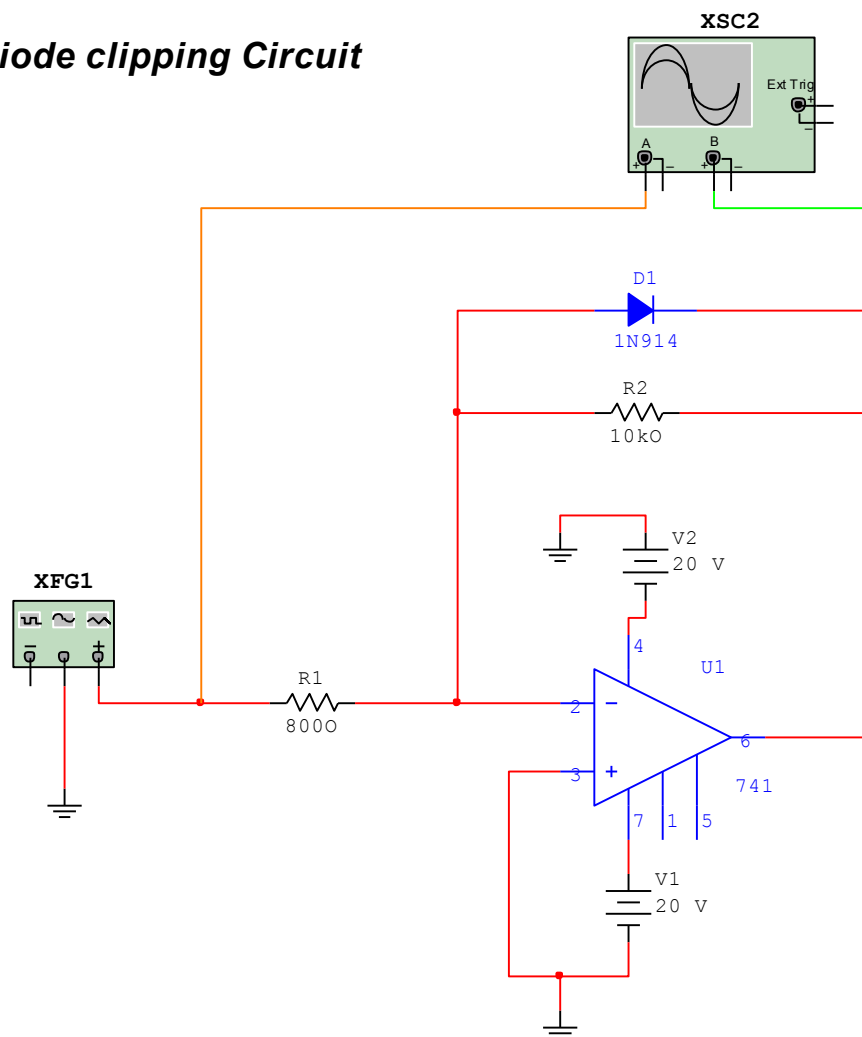 iode clipping Circuit
XSC2
Ext Trig
+
–
A
B
+
–
+
–
D1
1N914
R2
10kO
V2
20 V
XFG1
–
+
R1
800O
4
U1
2
–
6
3
+
741
7
1
5
V1
20 V